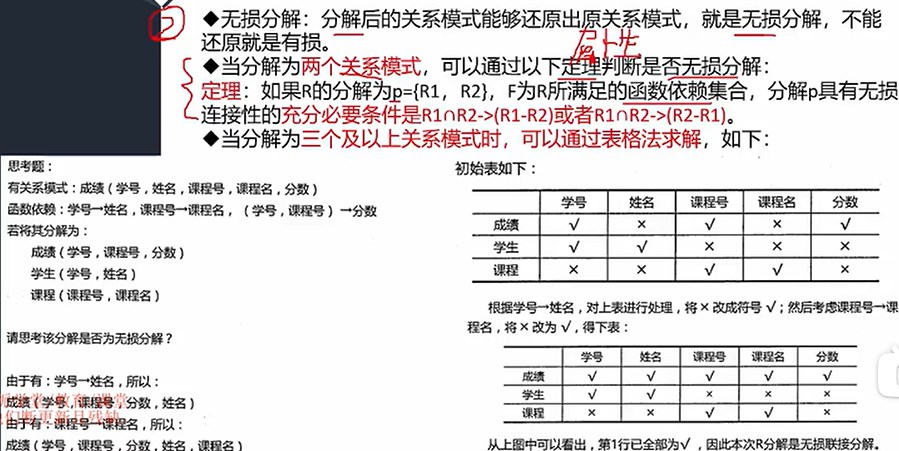 ◆无损分解：分解后的关系模式能够还原出原关系模式，就是无损分解，不能
还原就是有损。
◆当分解为两个关系模式，可以通过以下定理判断是否无损分解：
定理：如果R的分解为p={R1，R2}，F为R所满足的函数依赖集合，分解p具有无损
连接性的充分必要条件是R1∩R2->(R1-R2)或者R1∩R2->(R2-R1)。
◆当分解为三个及以上关系模式时，可以通过表格法求解，如下：
思考题：
有关系模式：成绩（学号，姓名，课程号，课程名，分数）
函数依赖：学号→姓名，课程号→课程名，（学号，课程号）→分数
若将其分解为：
成绩（学号，课程号，分数）
学生（学号，姓名）
课程（课程号，课程名）
请思考该分解是否为无损分解？
由于有：学号→姓名，所以：
成绩（学号，课程号，分数，姓名）
由于有：课程号→课程名，所以：
成绩（学号，课程号，分数，姓名，课程名）
初始表如下：
学号 姓名 课程号 课程名 分数
成绩 √ × √ × √
学生 √ √ × × ×
课程 × × √ √ ×
根据学号→姓名，对上表进行处理，将×改成符号√；然后考虑课程号→课
程名，将×改为√，得下表：
学号 姓名 课程号 课程名 分数
成绩 √ √ √ √ √
学生 √ √ × × ×
课程 × × √ √ ×
从上图中可以看出，第1行已全部为√，因此本次R分解是无损联接分解。